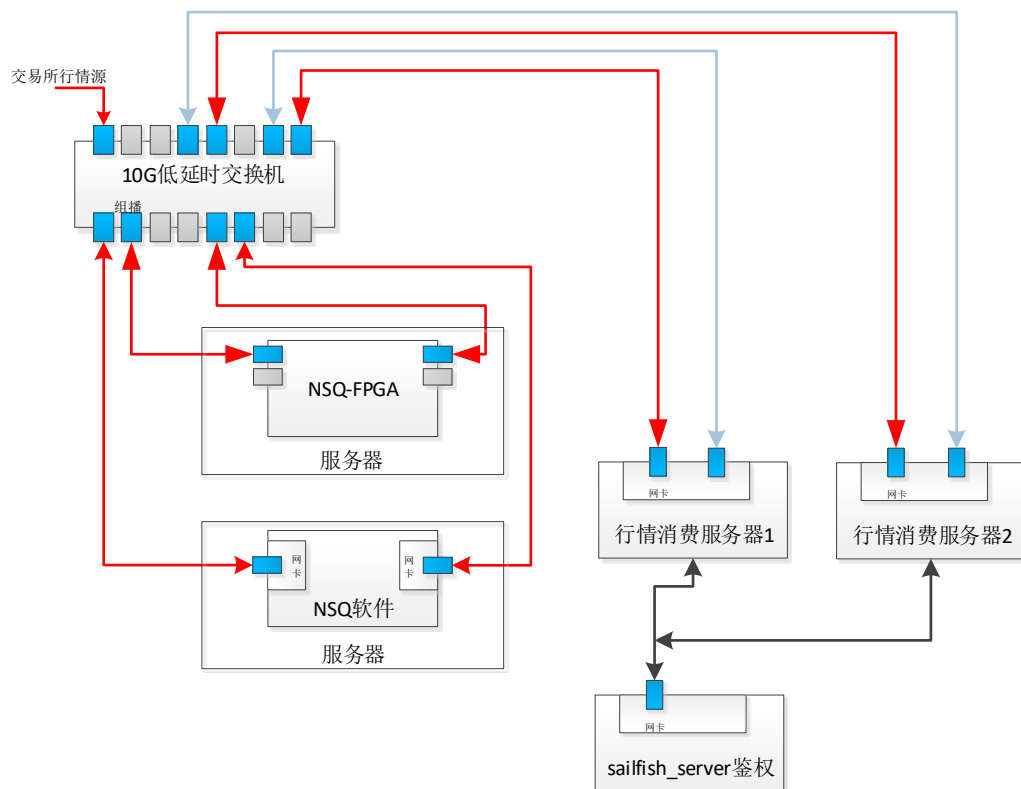 交易所行情源
10G低延时交换机
组播
NSQ-FPGA
服务器
网卡
网卡
NSQ软件
服务器
网卡
行情消费服务器1
网卡
行情消费服务器2
网卡
sailfish_server鉴权